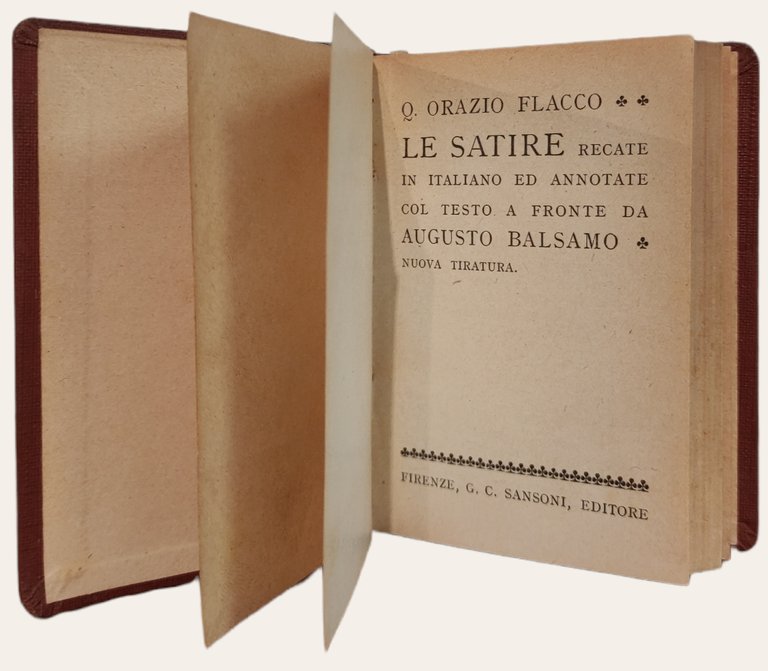 Q. ORAZIO FLACCO ♣ ♣
LE SATIRE RECATE
IN ITALIANO ED ANNOTATE
COL TESTO A FRONTE DA
AUGUSTO BALSAMO ♣
NUOVA TIRATURA.
FIRENZE, G. C. SANSONI, EDITORE